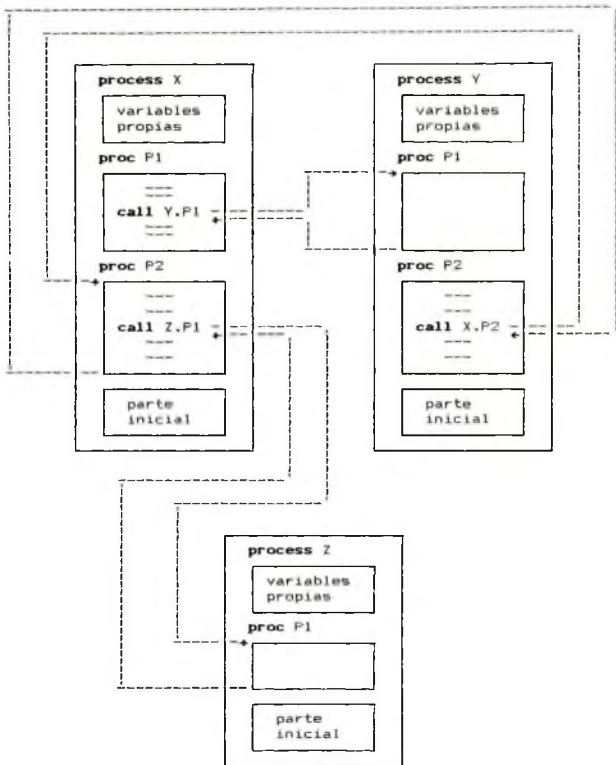 process X
variables
propias
proc P1
call Y.P1
proc P2
call Z.P1
parte
inicial
process Y
variables
propias
proc P1
proc P2
call X.P2
parte
inicial
process Z
variables
propias
proc P1
parte
inicial